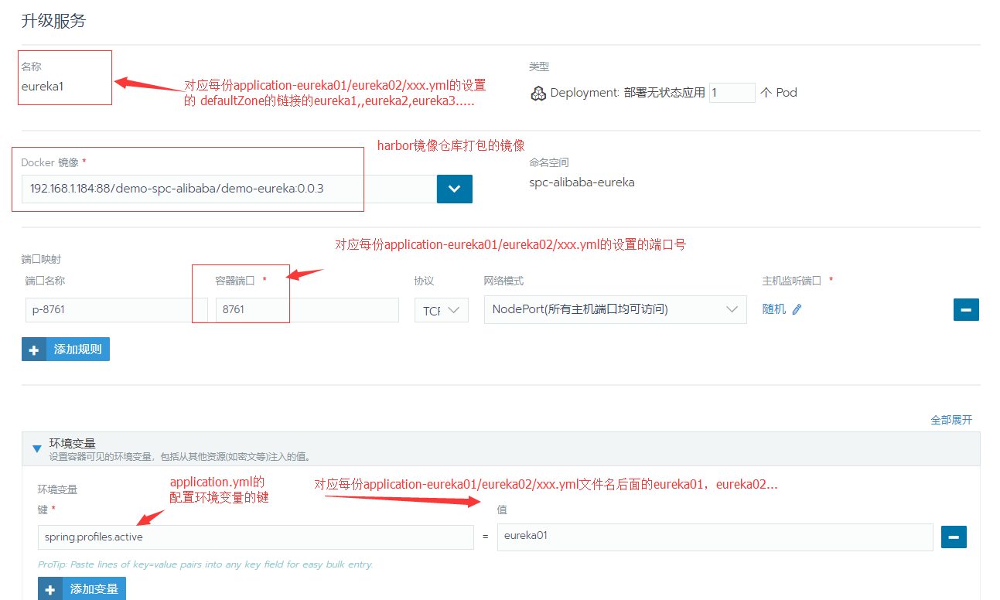 升级服务
名称
eureka1
对应每份application-eureka01/eureka02/xxx.yml的设置
的 defaultZone的链接的eureka1,,eureka2,eureka3.....
类型
Deployment: 部署无状态应用 1 个 Pod
harbor镜像仓库打包的镜像
Docker 镜像 *
192.168.1.184:88/demo-spc-alibaba/demo-eureka:0.0.3
命名空间
spc-alibaba-eureka
对应每份application-eureka01/eureka02/xxx.yml的设置的端口号
端口映射
端口名称 容器端口 * 协议 网络模式 主机监听端口 *
p-8761 8761 TCP NodePort(所有主机端口均可访问) 随机
添加规则
全部展开
环境变量
设置容器可见的环境变量，包括从其他资源(如密文等)注入的值。
环境变量
application.yml的
配置环境变量的键
对应每份application-eureka01/eureka02/xxx.yml文件名后面的eureka01，eureka02...
键 * 值
spring.profiles.active = eureka01
ProTip: Paste lines of key=value pairs into any key field for easy bulk entry.
添加变量